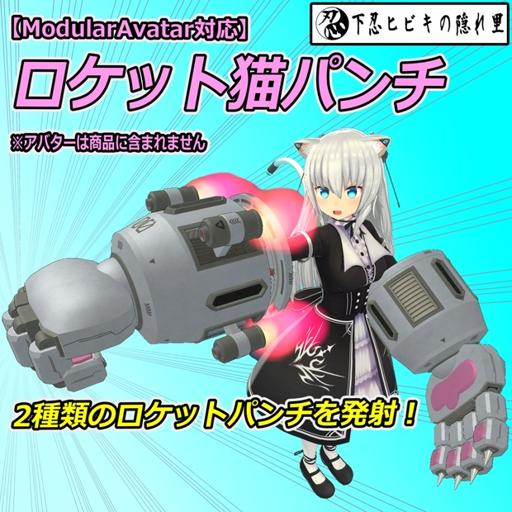 【ModularAvatar対応】
忍 下忍ヒビキの隠れ里
ロケット猫パンチ
※アバターは商品に含まれません
2種類のロケットパンチを発射！